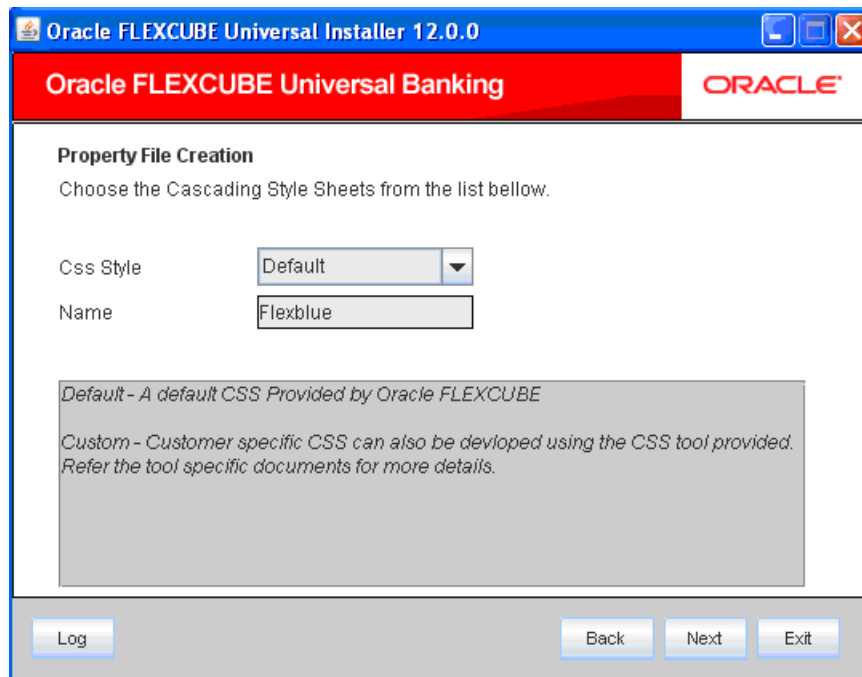 Oracle FLEXCUBE Universal Installer 12.0.0
Oracle FLEXCUBE Universal Banking
ORACLE
Property File Creation
Choose the Cascading Style Sheets from the list bellow.
Css Style
Default
Name
Flexblue
Default - A default CSS Provided by Oracle FLEXCUBE
Custom - Customer specific CSS can also be devloped using the CSS tool provided.
Refer the tool specific documents for more details.
Log
Back
Next
Exit